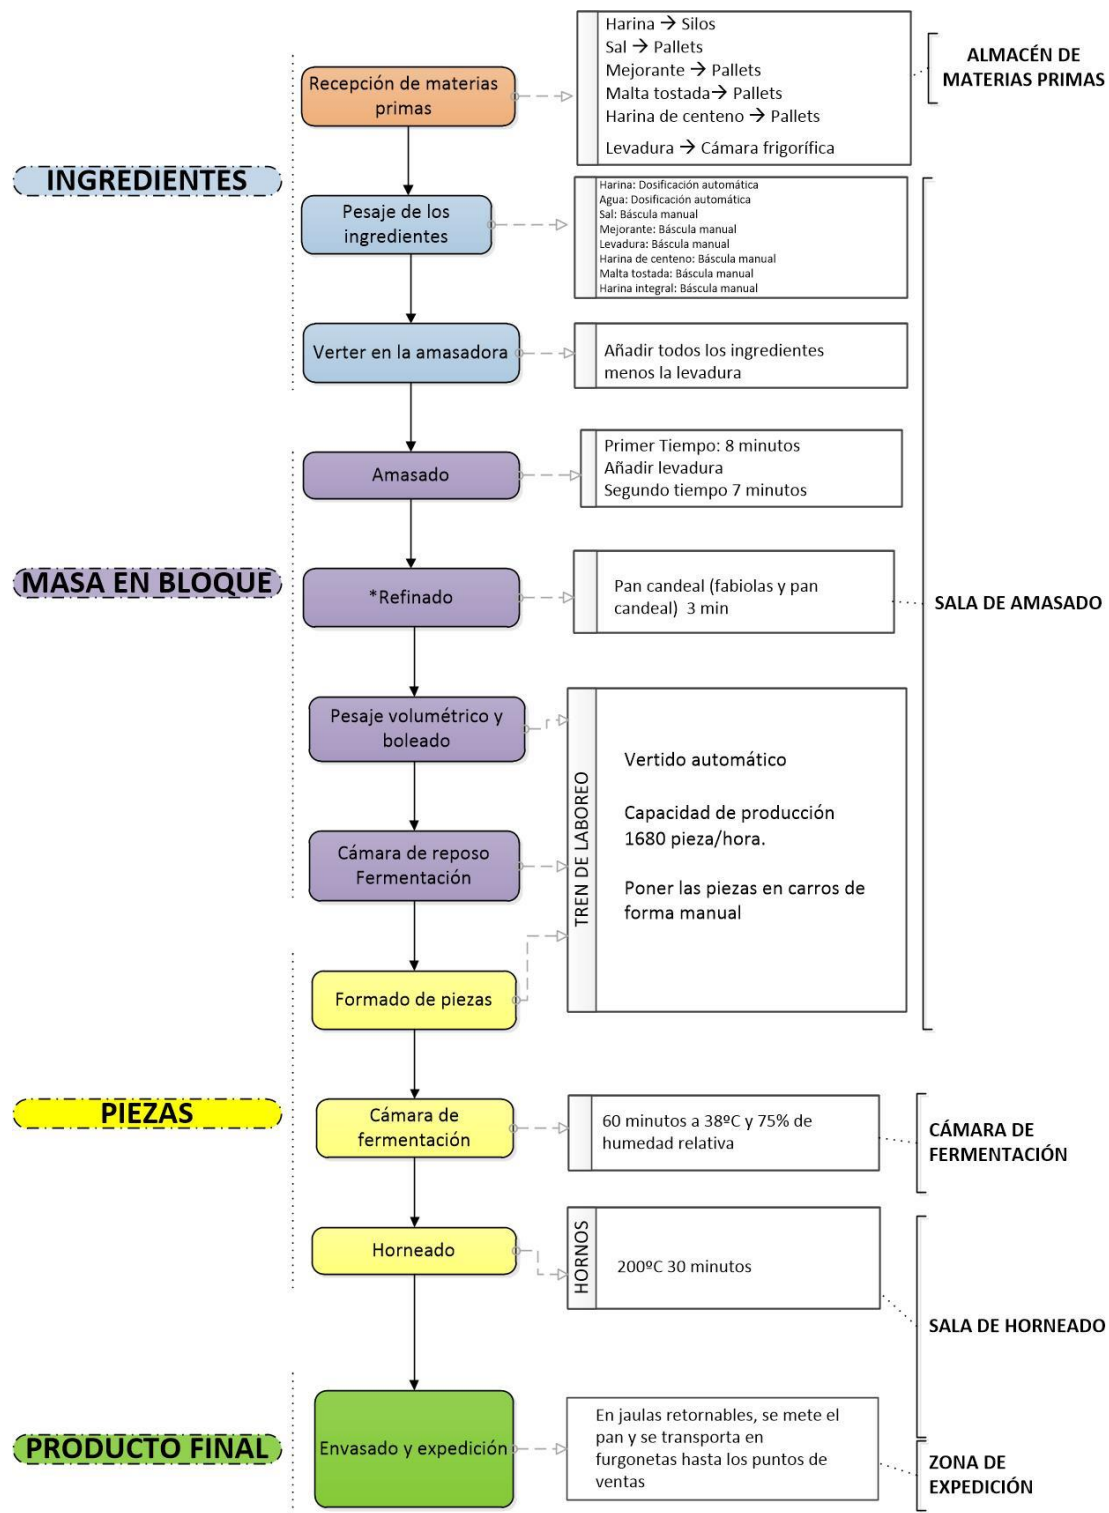 Harina → Silos
Sal → Pallets
Mejorante → Pallets
Malta tostada→ Pallets
Harina de centeno → Pallets
Levadura → Cámara frigorífica
ALMACÉN DE
MATERIAS PRIMAS
Recepción de materias
primas
INGREDIENTES
Pesaje de los
ingredientes
Harina: Dosificación automática
Agua: Dosificación automática
Sal: Báscula manual
Mejorante: Báscula manual
Levadura: Báscula manual
Harina de centeno: Báscula manual
Malta tostada: Báscula manual
Harina integral: Báscula manual
Verter en la amasadora
Añadir todos los ingredientes
menos la levadura
Amasado
Primer Tiempo: 8 minutos
Añadir levadura
Segundo tiempo 7 minutos
MASA EN BLOQUE
*Refinado
Pan candeal (fabiolas y pan
candeal) 3 min
SALA DE AMASADO
Pesaje volumétrico y
boleado
Cámara de reposo
Fermentación
TREN DE LABOREO
Vertido automático
Capacidad de producción
1680 pieza/hora.
Poner las piezas en carros de
forma manual
Formado de piezas
PIEZAS
Cámara de
fermentación
60 minutos a 38ºC y 75% de
humedad relativa
CÁMARA DE
FERMENTACIÓN
Horneado
HORNOS
200ºC 30 minutos
SALA DE HORNEADO
PRODUCTO FINAL
Envasado y expedición
En jaulas retornables, se mete el
pan y se transporta en
furgonetas hasta los puntos de
ventas
ZONA DE
EXPEDICIÓN